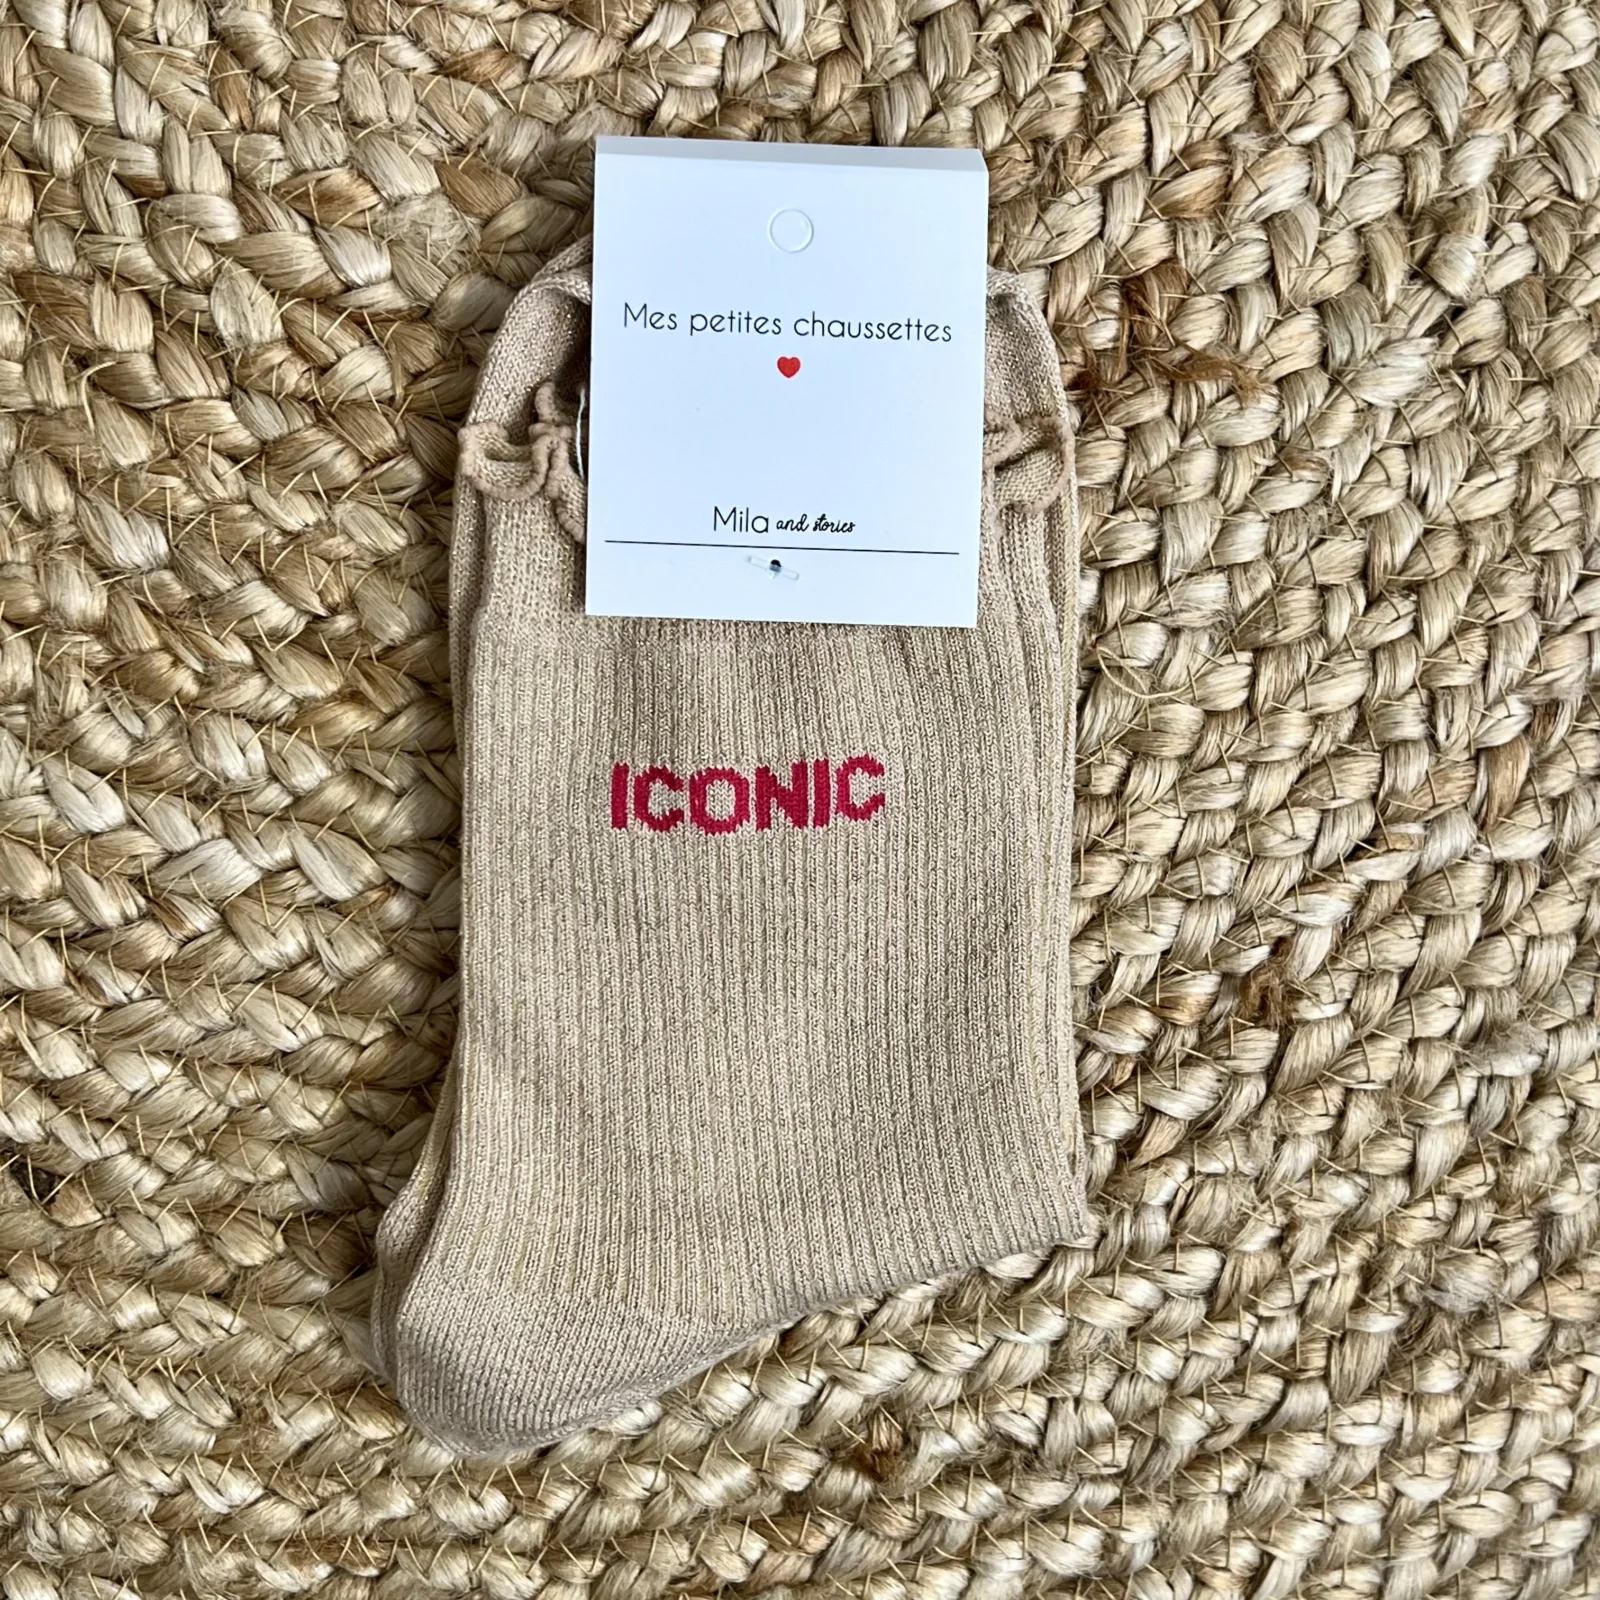 Mes petites chaussettes
Mila and stories
ICONIC